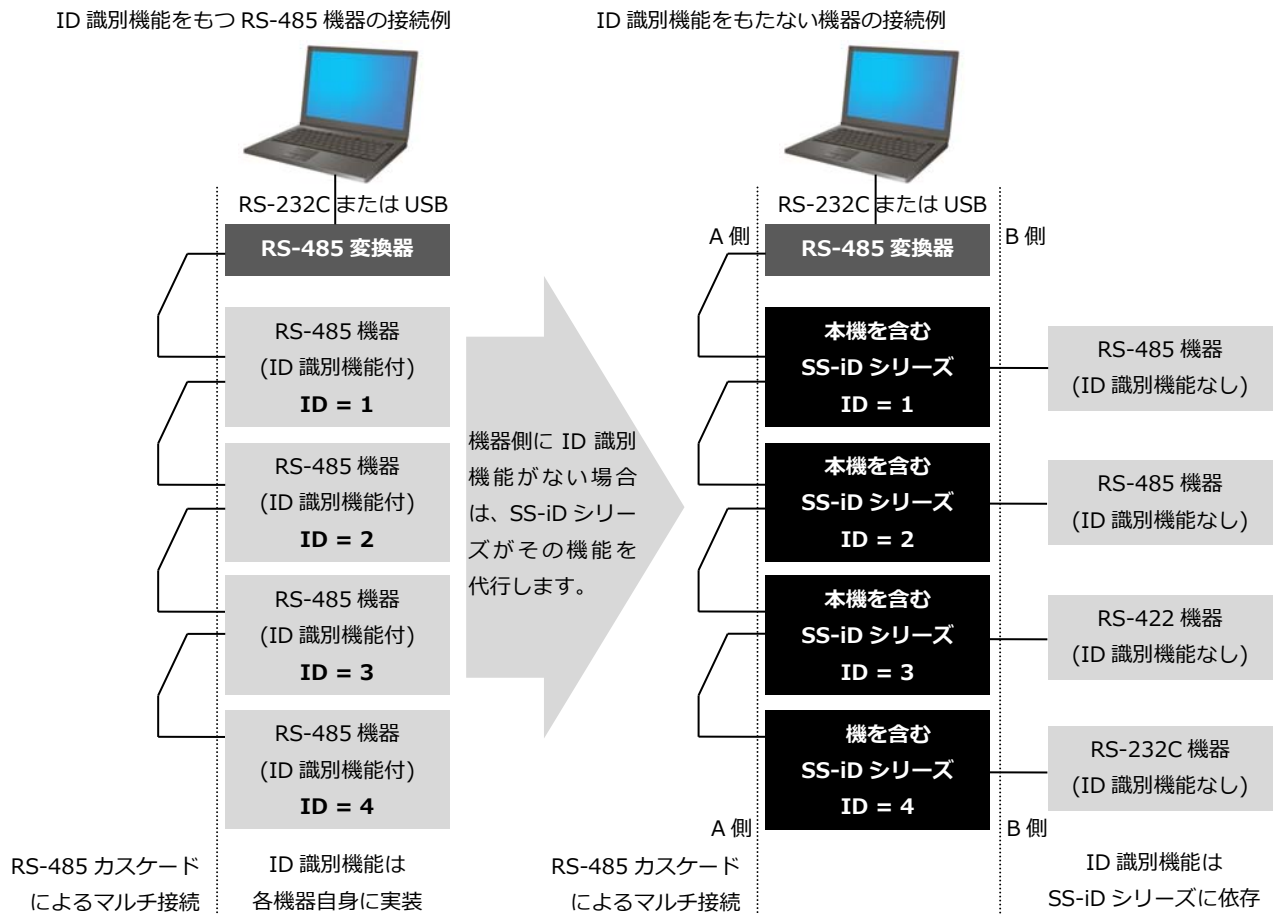 ID 識別機能をもつ RS-485 機器の接続例
RS-232C または USB
RS-485 変換器
RS-485 機器
(ID 識別機能付)
ID = 1
RS-485 機器
(ID 識別機能付)
ID = 2
RS-485 機器
(ID 識別機能付)
ID = 3
RS-485 機器
(ID 識別機能付)
ID = 4
RS-485 カスケード
によるマルチ接続
ID 識別機能は
各機器自身に実装
機器側に ID 識別
機能がない場合
は、SS-iD シリー
ズがその機能を
代行します。
ID 識別機能をもたない機器の接続例
RS-232C または USB
A 側
RS-485 変換器
B 側
本機を含む
SS-iD シリーズ
ID = 1
RS-485 機器
(ID 識別機能なし)
本機を含む
SS-iD シリーズ
ID = 2
RS-485 機器
(ID 識別機能なし)
本機を含む
SS-iD シリーズ
ID = 3
RS-422 機器
(ID 識別機能なし)
機を含む
SS-iD シリーズ
ID = 4
RS-232C 機器
(ID 識別機能なし)
A 側
B 側
RS-485 カスケード
によるマルチ接続
ID 識別機能は
SS-iD シリーズに依存